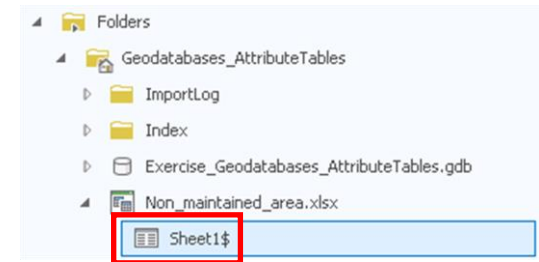 Folders
Geodatabases_AttributeTables
ImportLog
Index
Exercise_Geodatabases_AttributeTables.gdb
Non_maintained_area.xlsx
Sheet1$